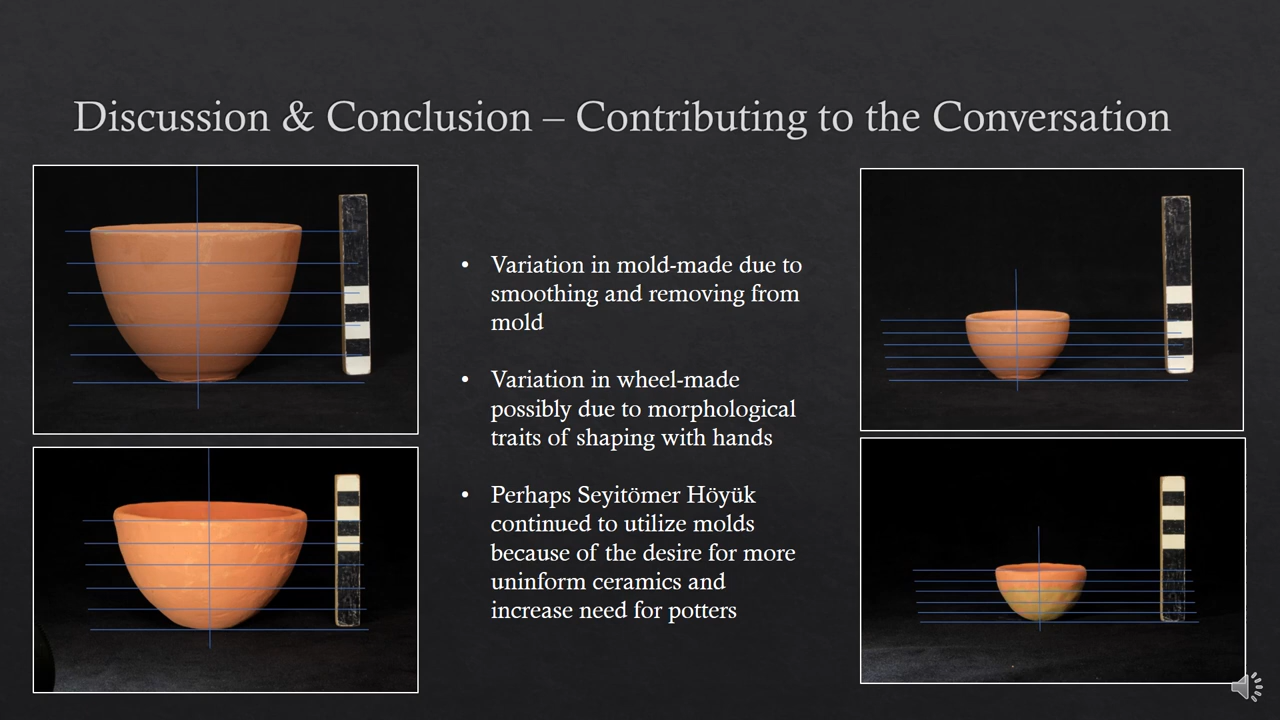 Discussion & Conclusion – Contributing to the Conversation
• Variation in mold-made due to
smoothing and removing from
mold
• Variation in wheel-made
possibly due to morphological
traits of shaping with hands
• Perhaps Seyitömer Höyük
continued to utilize molds
because of the desire for more
uninform ceramics and
increase need for potters